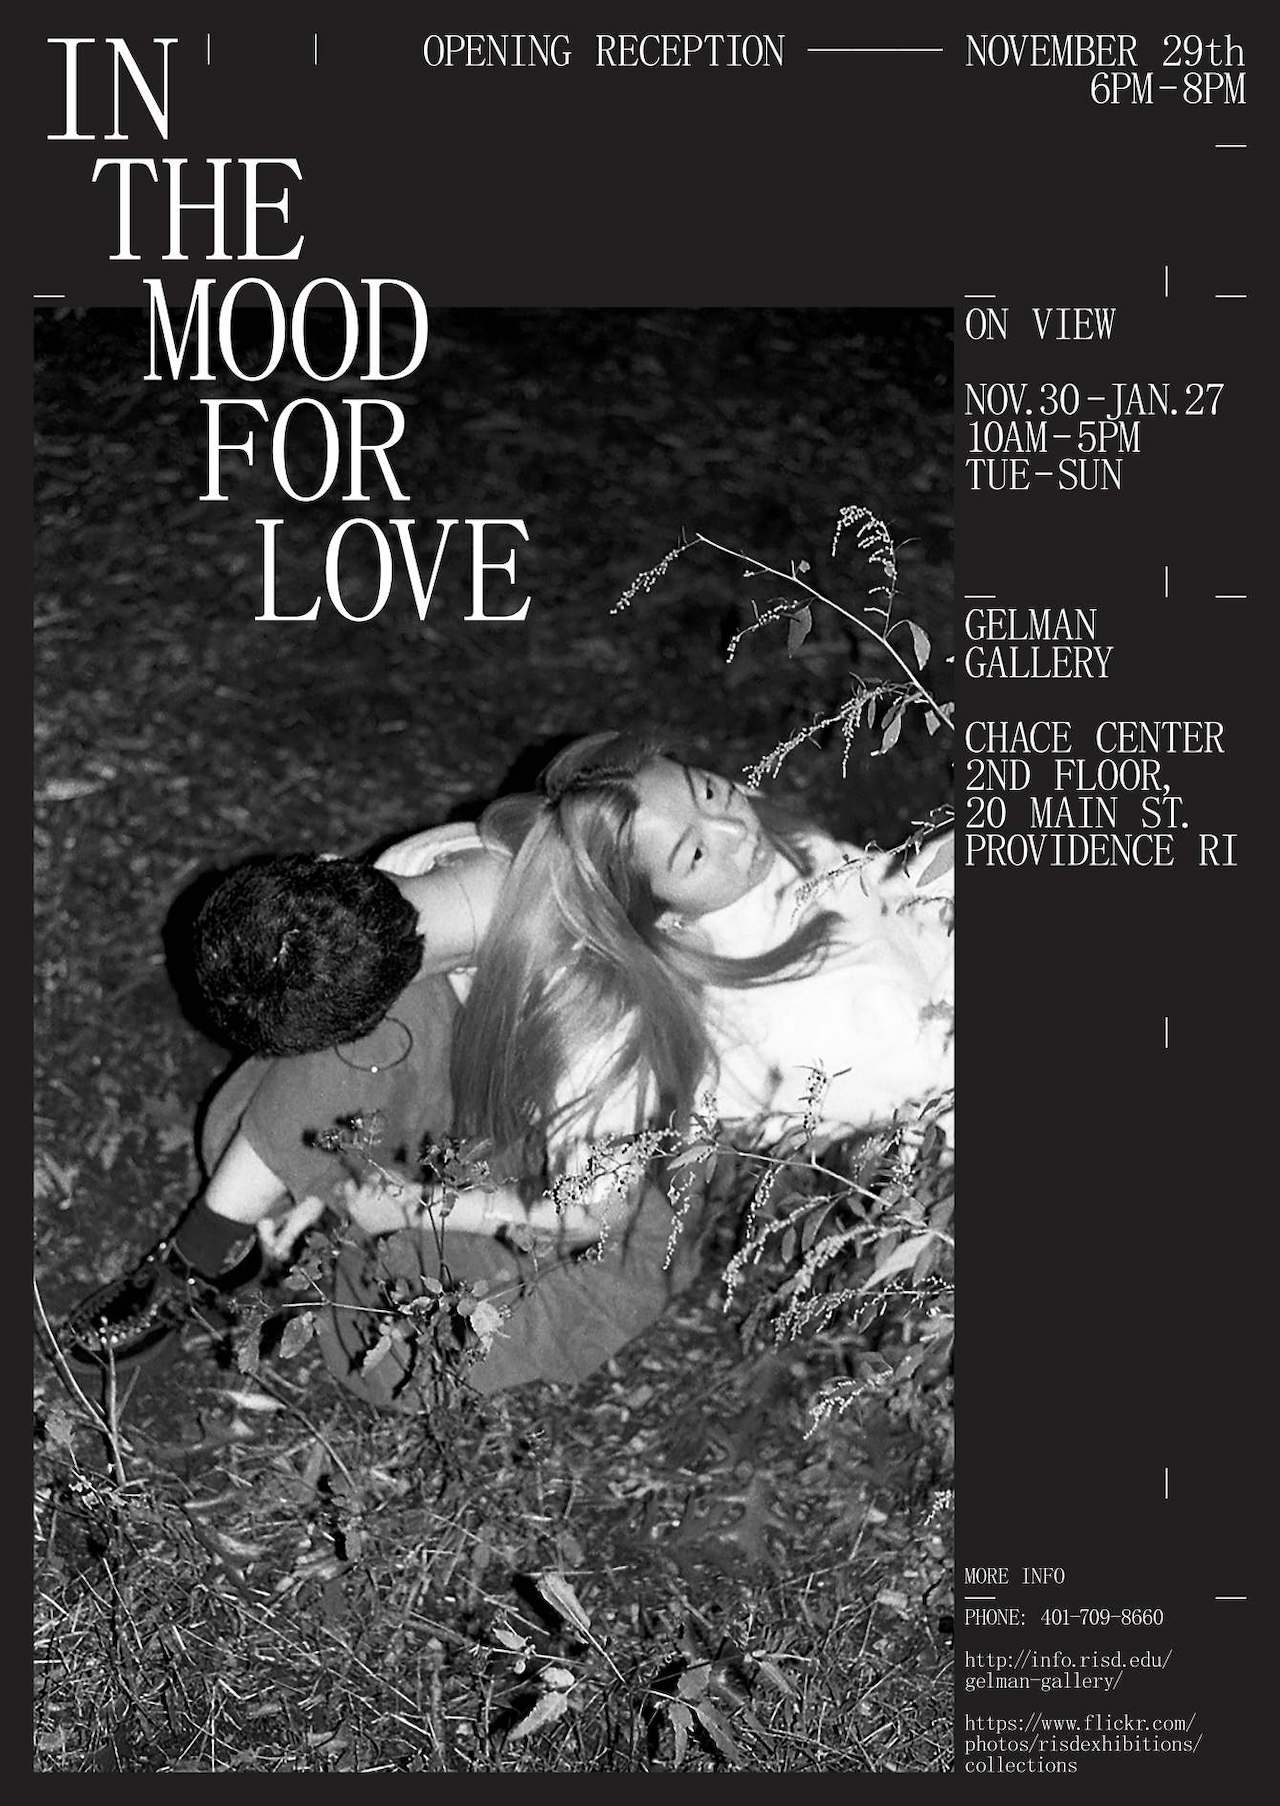 IN
THE
MOOD
FOR
LOVE
OPENING RECEPTION
NOVEMBER 29th
6PM-8PM
ON VIEW
NOV.30-JAN.27
10AM-5PM
TUE-SUN
GELMAN
GALLERY
CHACE CENTER
2ND FLOOR,
20 MAIN ST.
PROVIDENCE RI
MORE INFO
PHONE: 401-709-8660
http://info.risd.edu/
gelman-gallery/
https://www.flickr.com/
photos/risdexhibitions/
collections